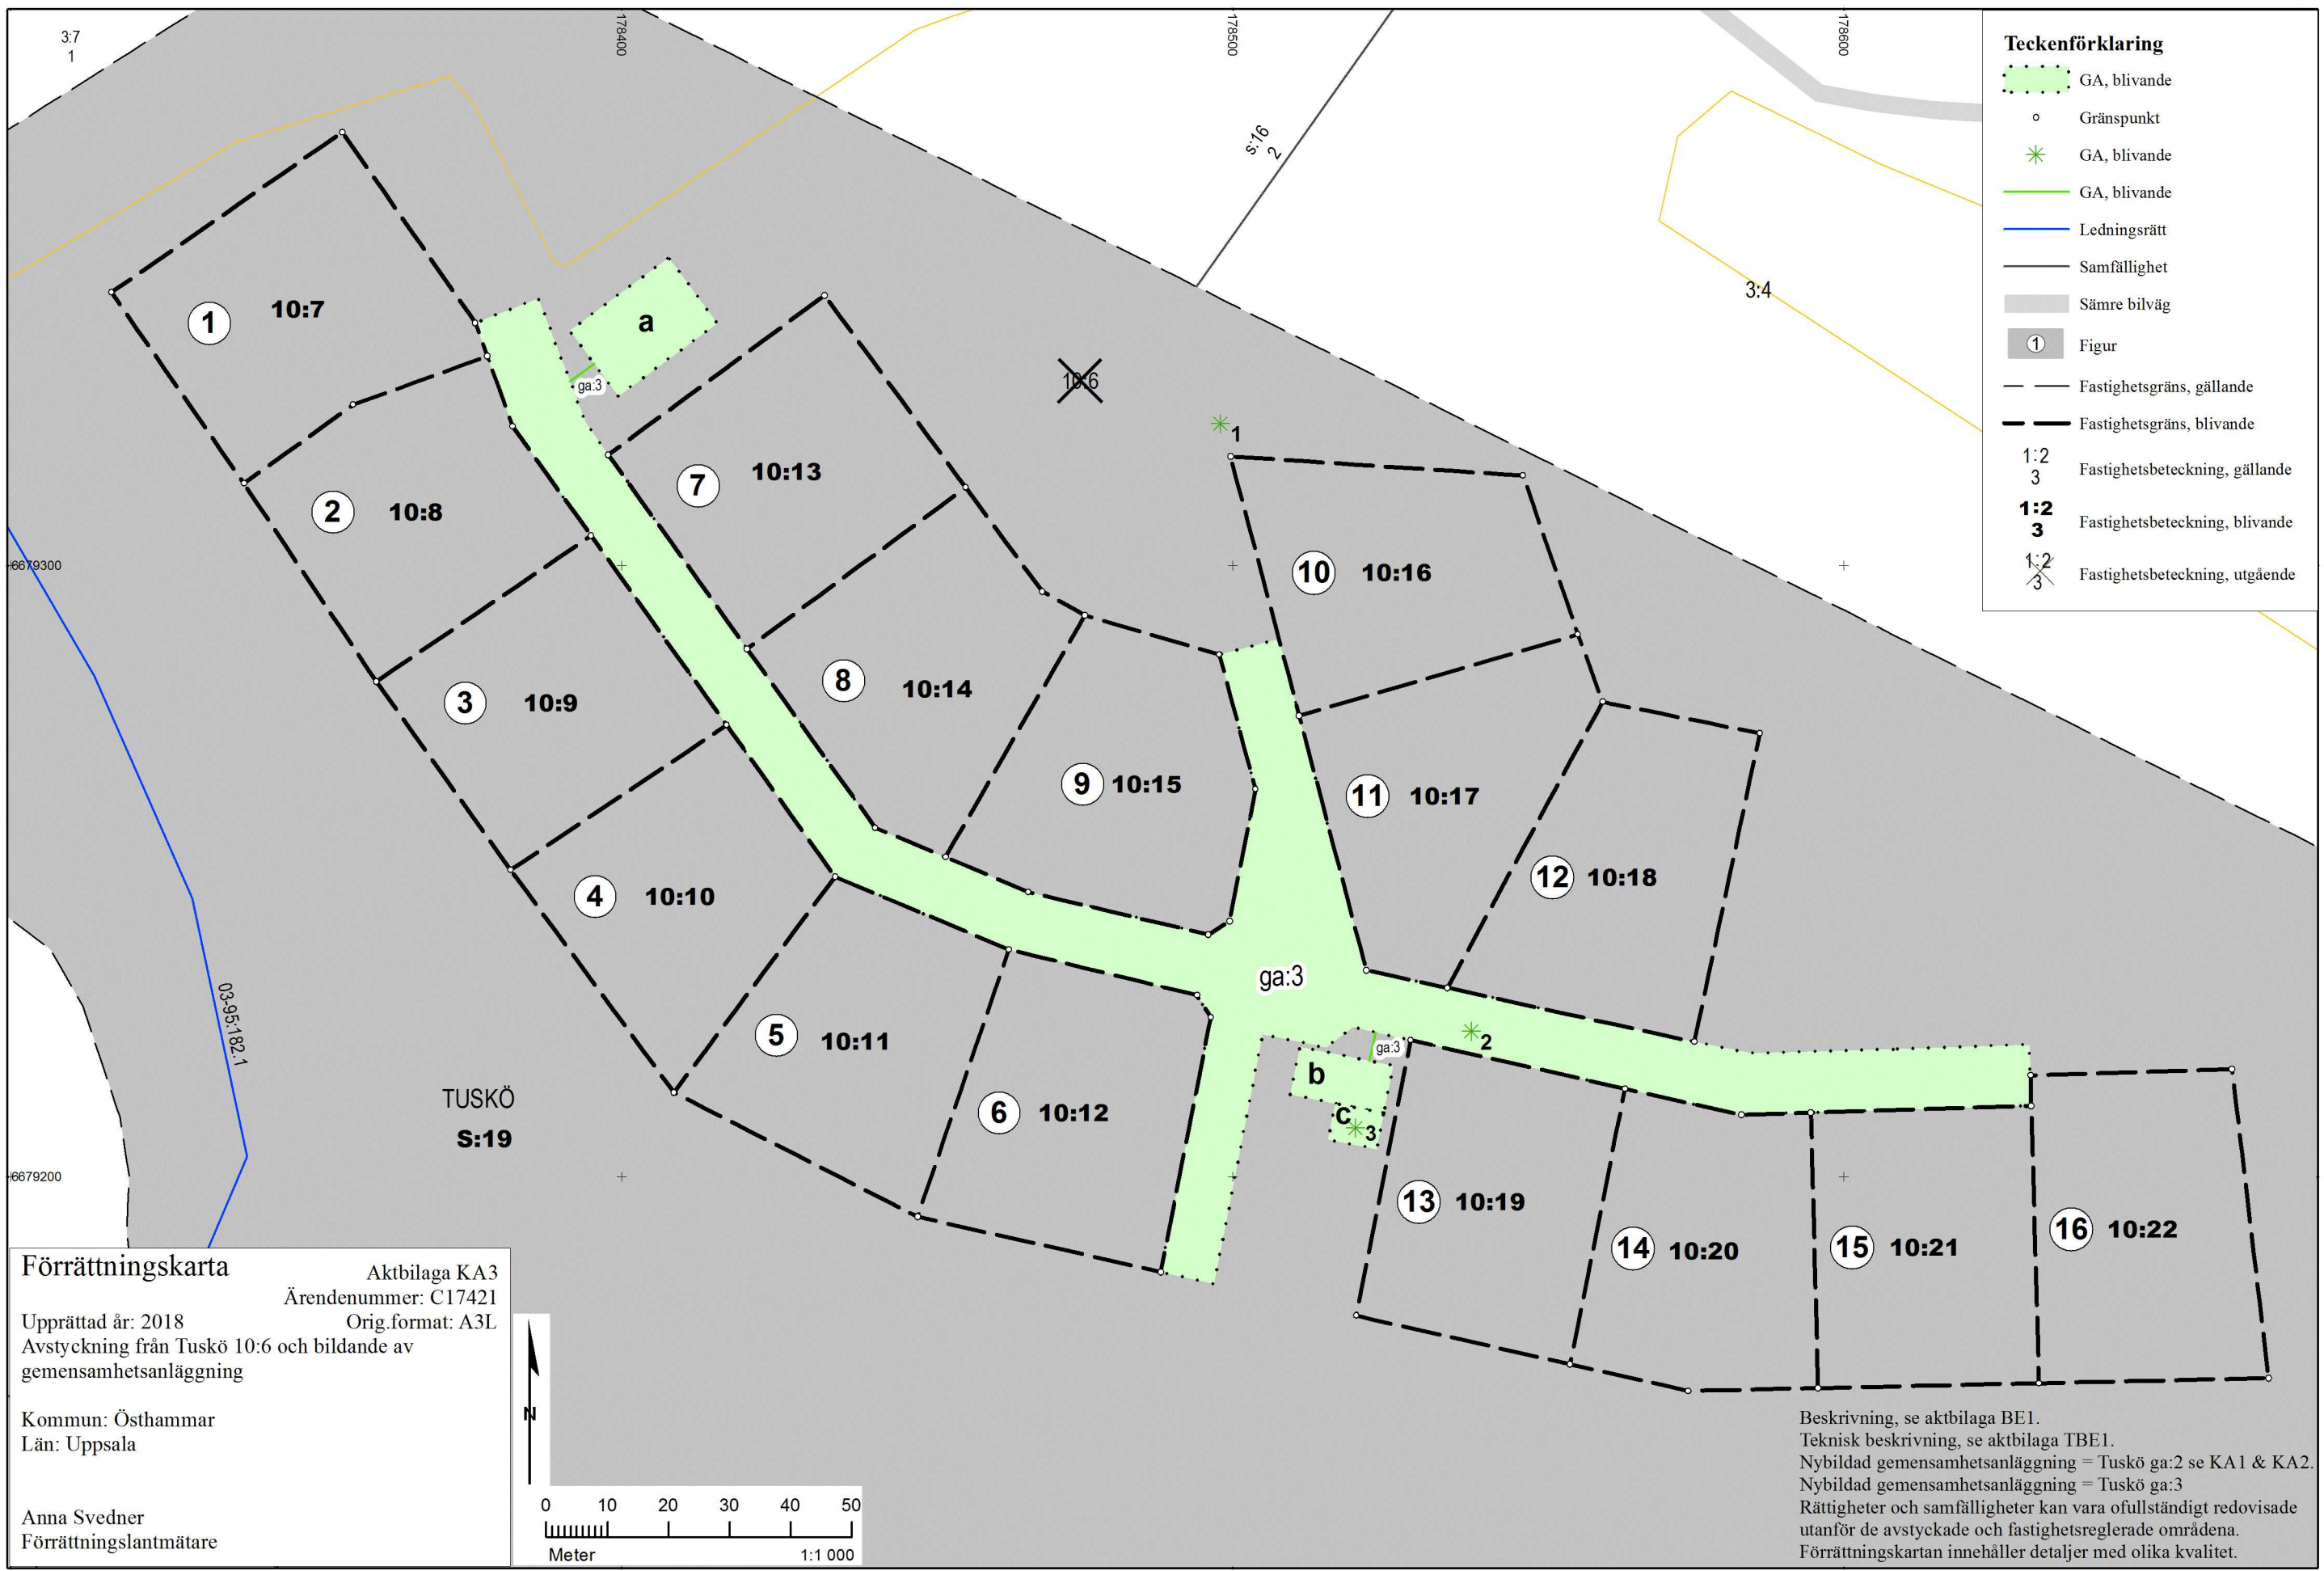 3:7
1
178400
178500
178600
s:16
2
3:4
Teckenförklaring
GA, blivande
Gränspunkt
GA, blivande
GA, blivande
Ledningsrätt
Samfällighet
Sämre bilväg
1 Figur
Fastighetsgräns, gällande
Fastighetsgräns, blivande
1:2
3
Fastighetsbeteckning, gällande
1:2
3
Fastighetsbeteckning, blivande
1:2
3
Fastighetsbeteckning, utgående
1 10:7
a
ga:3
10:6
1
7 10:13
2 10:8
6679300
10 10:16
3 10:9
8 10:14
9 10:15
11 10:17
4 10:10
12 10:18
ga:3
03-95:182.1
5 10:11
2
ga:3
b
TUSKÖ
S:19
6 10:12
c
3
6679200
13 10:19
14 10:20
15 10:21
16 10:22
Förrättningskarta
Aktbilaga KA3
Ärendenummer: C17421
Upprättad år: 2018 Orig.format: A3L
Avstyckning från Tuskö 10:6 och bildande av
gemensamhetsanläggning
Kommun: Östhammar
Län: Uppsala
Anna Svedner
Förrättningslantmätare
N
0 10 20 30 40 50
Meter 1:1 000
Beskrivning, se aktbilaga BE1.
Teknisk beskrivning, se aktbilaga TBE1.
Nybildad gemensamhetsanläggning = Tuskö ga:2 se KA1 & KA2.
Nybildad gemensamhetsanläggning = Tuskö ga:3
Rättigheter och samfälligheter kan vara ofullständigt redovisade
utanför de avstyckade och fastighetsreglerade områdena.
Förrättningskartan innehåller detaljer med olika kvalitet.